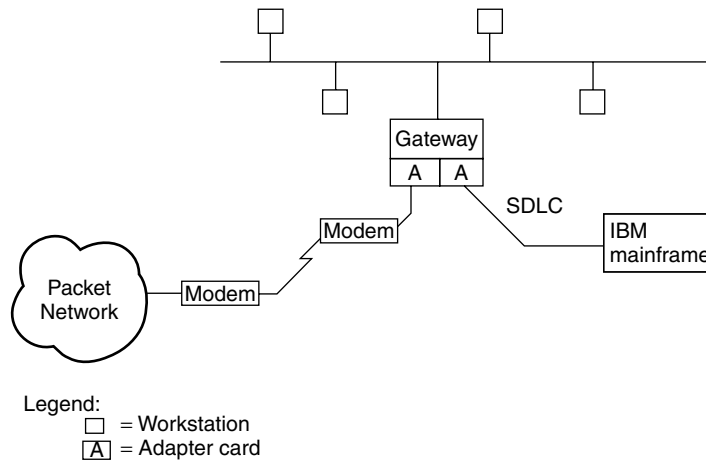 Gateway
A A
SDLC
Modem
IBM
mainframe
Packet
Network
Modem
Legend:
= Workstation
A = Adapter card